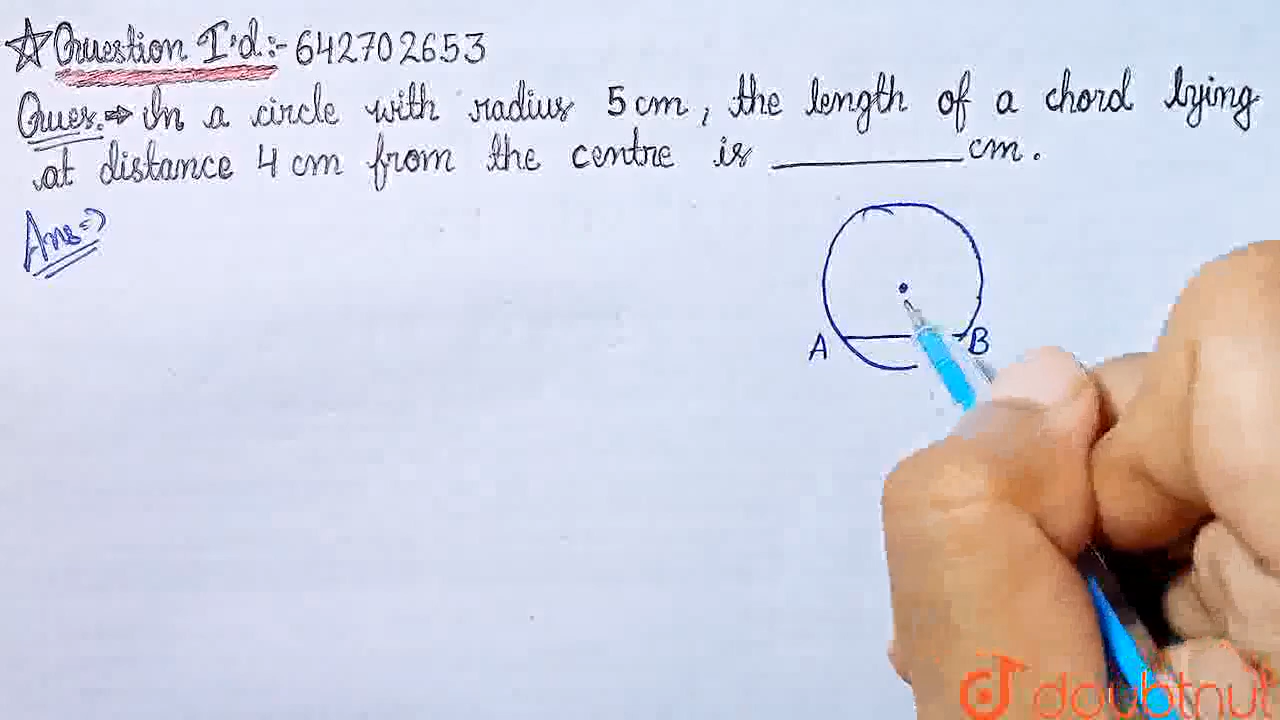 ☆ Question I'd:- 642702653
Ques.⇒ In a circle with radius 5 cm, the length of a chord lying
at distance 4 cm from the centre is __________ cm.
Ans⇒
A B
doubtnut